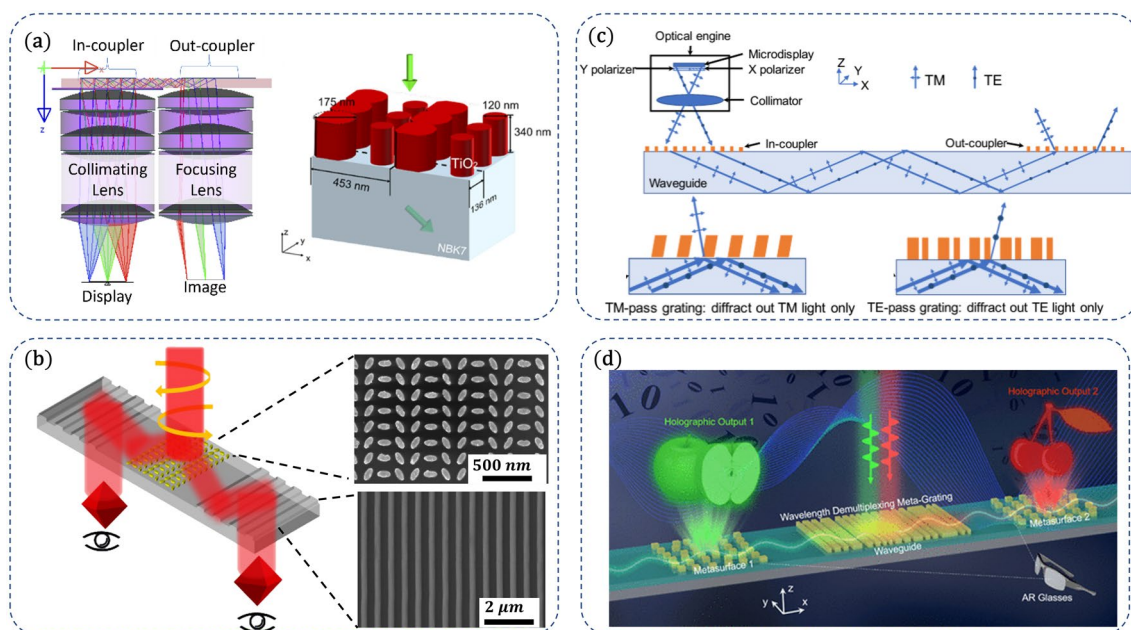 (a)
In-coupler
Out-coupler
x
z
Collimating
Lens
Focusing
Lens
Display
Image
175 nm
120 nm
340 nm
TiO₂
453 nm
136 nm
NBK7
z
y
x
(c)
Optical engine
Microdisplay
Y polarizer
X polarizer
Collimator
Z
Y
X
TM
TE
In-coupler
Out-coupler
Waveguide
TM-pass grating: diffract out TM light only
TE-pass grating: diffract out TE light only
(b)
500 nm
2 μm
(d)
Holographic Output 1
Holographic Output 2
Wavelength Demultiplexing Meta-Grating
Metasurface 2
Waveguide
Metasurface 1
AR Glasses
z
y
x